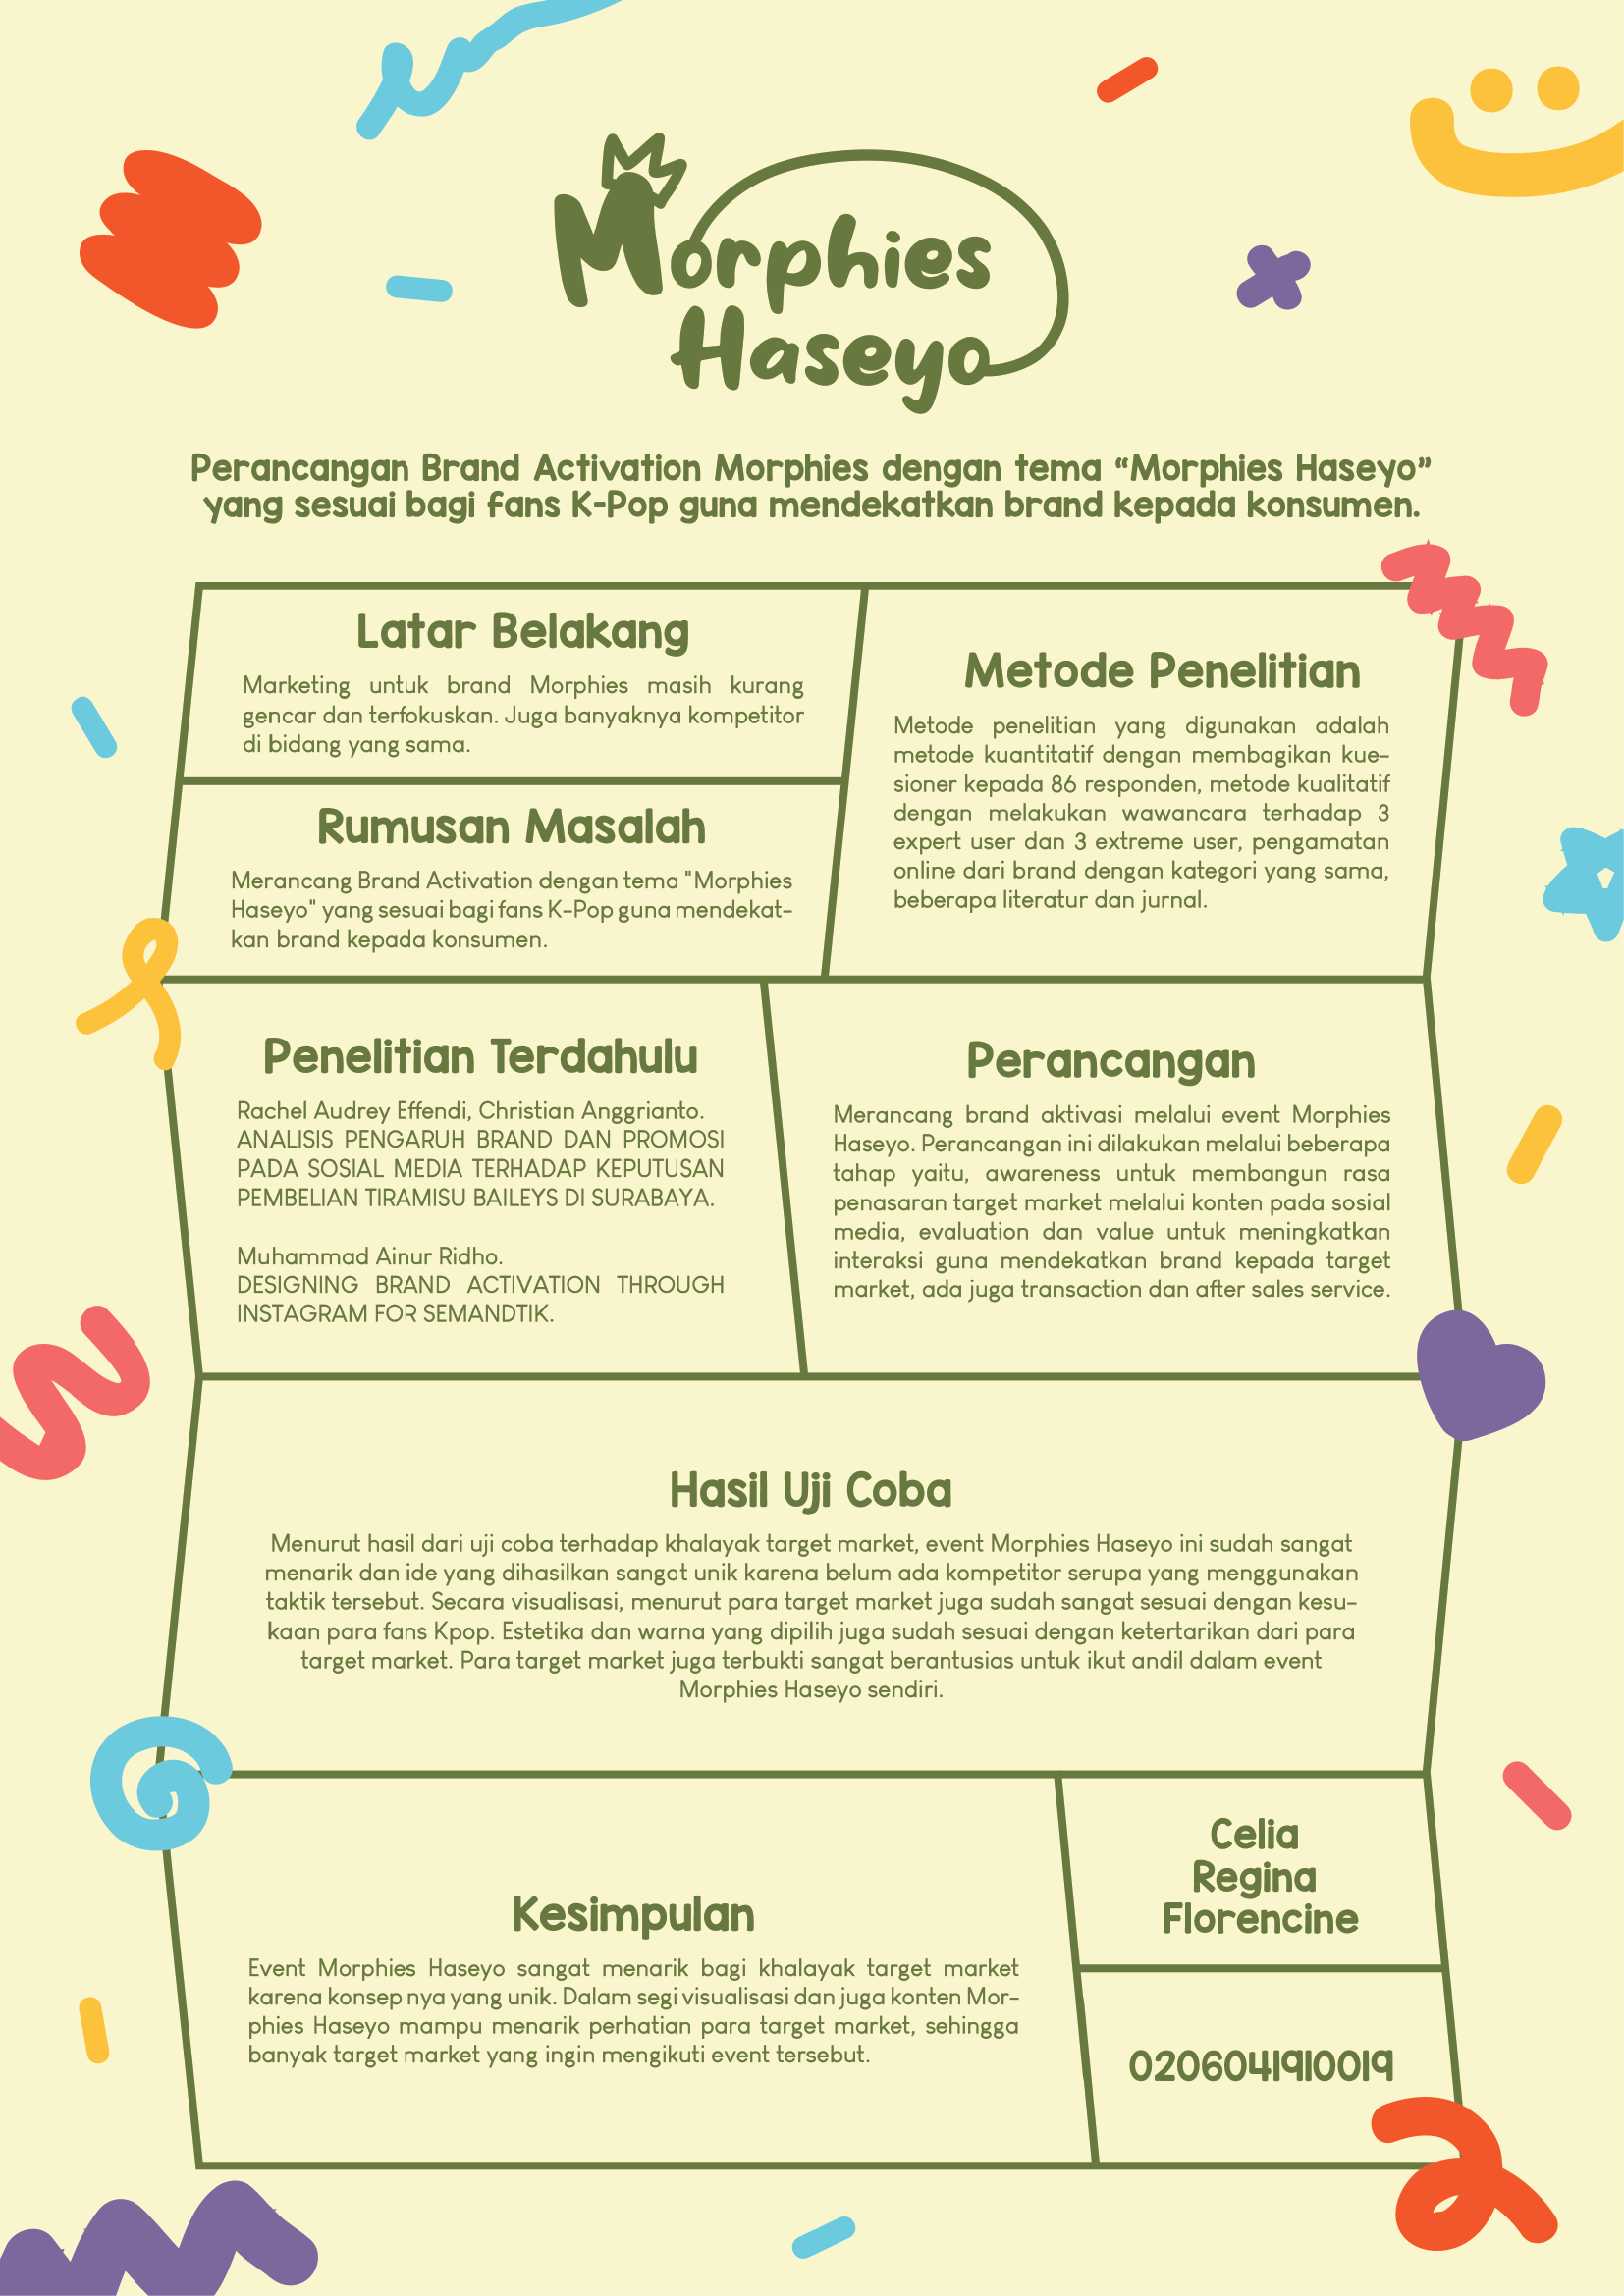 Morphies
Haseyo
Perancangan Brand Activation Morphies dengan tema “Morphies Haseyo”
yang sesuai bagi fans K-Pop guna mendekatkan brand kepada konsumen.
Latar Belakang
Marketing untuk brand Morphies masih kurang
gencar dan terfokuskan. Juga banyaknya kompetitor
di bidang yang sama.
Rumusan Masalah
Merancang Brand Activation dengan tema "Morphies
Haseyo" yang sesuai bagi fans K-Pop guna mendekat-
kan brand kepada konsumen.
Metode Penelitian
Metode penelitian yang digunakan adalah
metode kuantitatif dengan membagikan kue-
sioner kepada 86 responden, metode kualitatif
dengan melakukan wawancara terhadap 3
expert user dan 3 extreme user, pengamatan
online dari brand dengan kategori yang sama,
beberapa literatur dan jurnal.
Penelitian Terdahulu
Rachel Audrey Effendi, Christian Anggrianto.
ANALISIS PENGARUH BRAND DAN PROMOSI
PADA SOSIAL MEDIA TERHADAP KEPUTUSAN
PEMBELIAN TIRAMISU BAILEYS DI SURABAYA.
Muhammad Ainur Ridho.
DESIGNING BRAND ACTIVATION THROUGH
INSTAGRAM FOR SEMANDTIK.
Perancangan
Merancang brand aktivasi melalui event Morphies
Haseyo. Perancangan ini dilakukan melalui beberapa
tahap yaitu, awareness untuk membangun rasa
penasaran target market melalui konten pada sosial
media, evaluation dan value untuk meningkatkan
interaksi guna mendekatkan brand kepada target
market, ada juga transaction dan after sales service.
Hasil Uji Coba
Menurut hasil dari uji coba terhadap khalayak target market, event Morphies Haseyo ini sudah sangat
menarik dan ide yang dihasilkan sangat unik karena belum ada kompetitor serupa yang menggunakan
taktik tersebut. Secara visualisasi, menurut para target market juga sudah sangat sesuai dengan kesu-
kaan para fans Kpop. Estetika dan warna yang dipilih juga sudah sesuai dengan ketertarikan dari para
target market. Para target market juga terbukti sangat berantusias untuk ikut andil dalam event
Morphies Haseyo sendiri.
Kesimpulan
Event Morphies Haseyo sangat menarik bagi khalayak target market
karena konsep nya yang unik. Dalam segi visualisasi dan juga konten Mor-
phies Haseyo mampu menarik perhatian para target market, sehingga
banyak target market yang ingin mengikuti event tersebut.
Celia
Regina
Florencine
0206041910019